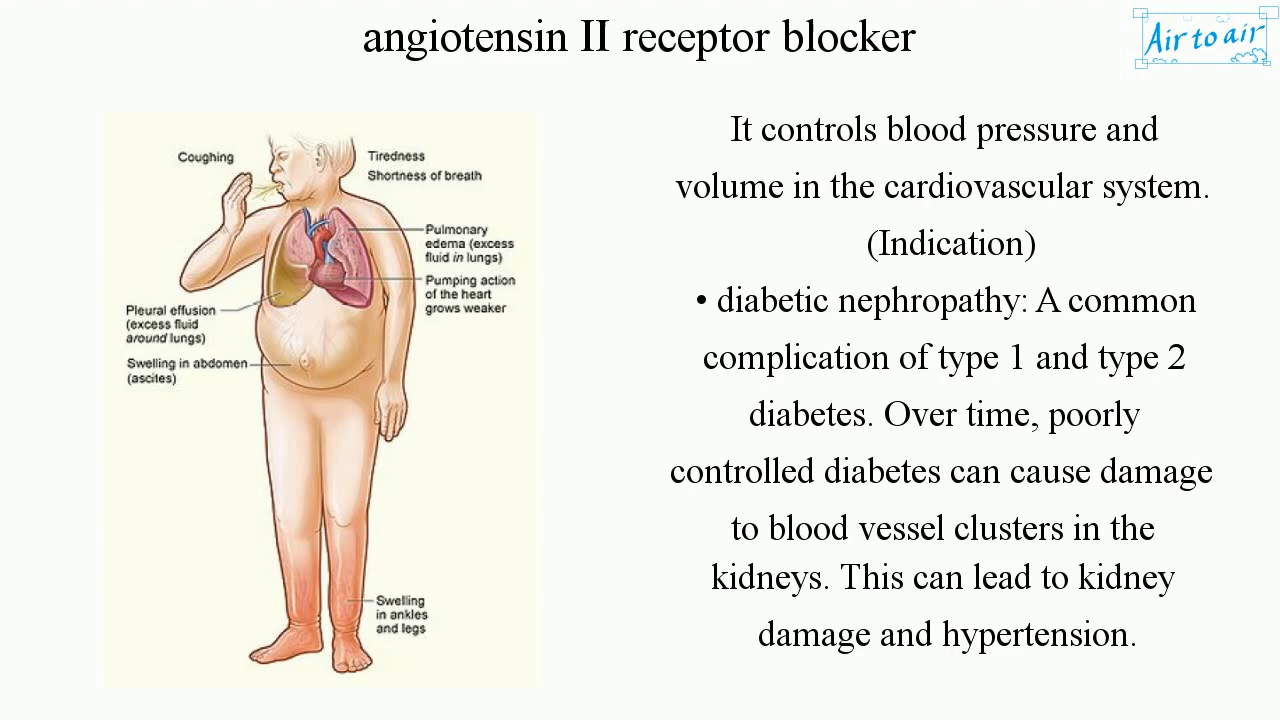 angiotensin II receptor blocker
Air to air
Coughing
Tiredness
Shortness of breath
Pulmonary
edema (excess
fluid in lungs)
Pumping action
of the heart
grows weaker
Pleural effusion
(excess fluid
around lungs)
Swelling in abdomen
(ascites)
Swelling
in ankles
and legs
It controls blood pressure and
volume in the cardiovascular system.
(Indication)
• diabetic nephropathy: A common
complication of type 1 and type 2
diabetes. Over time, poorly
controlled diabetes can cause damage
to blood vessel clusters in the
kidneys. This can lead to kidney
damage and hypertension.